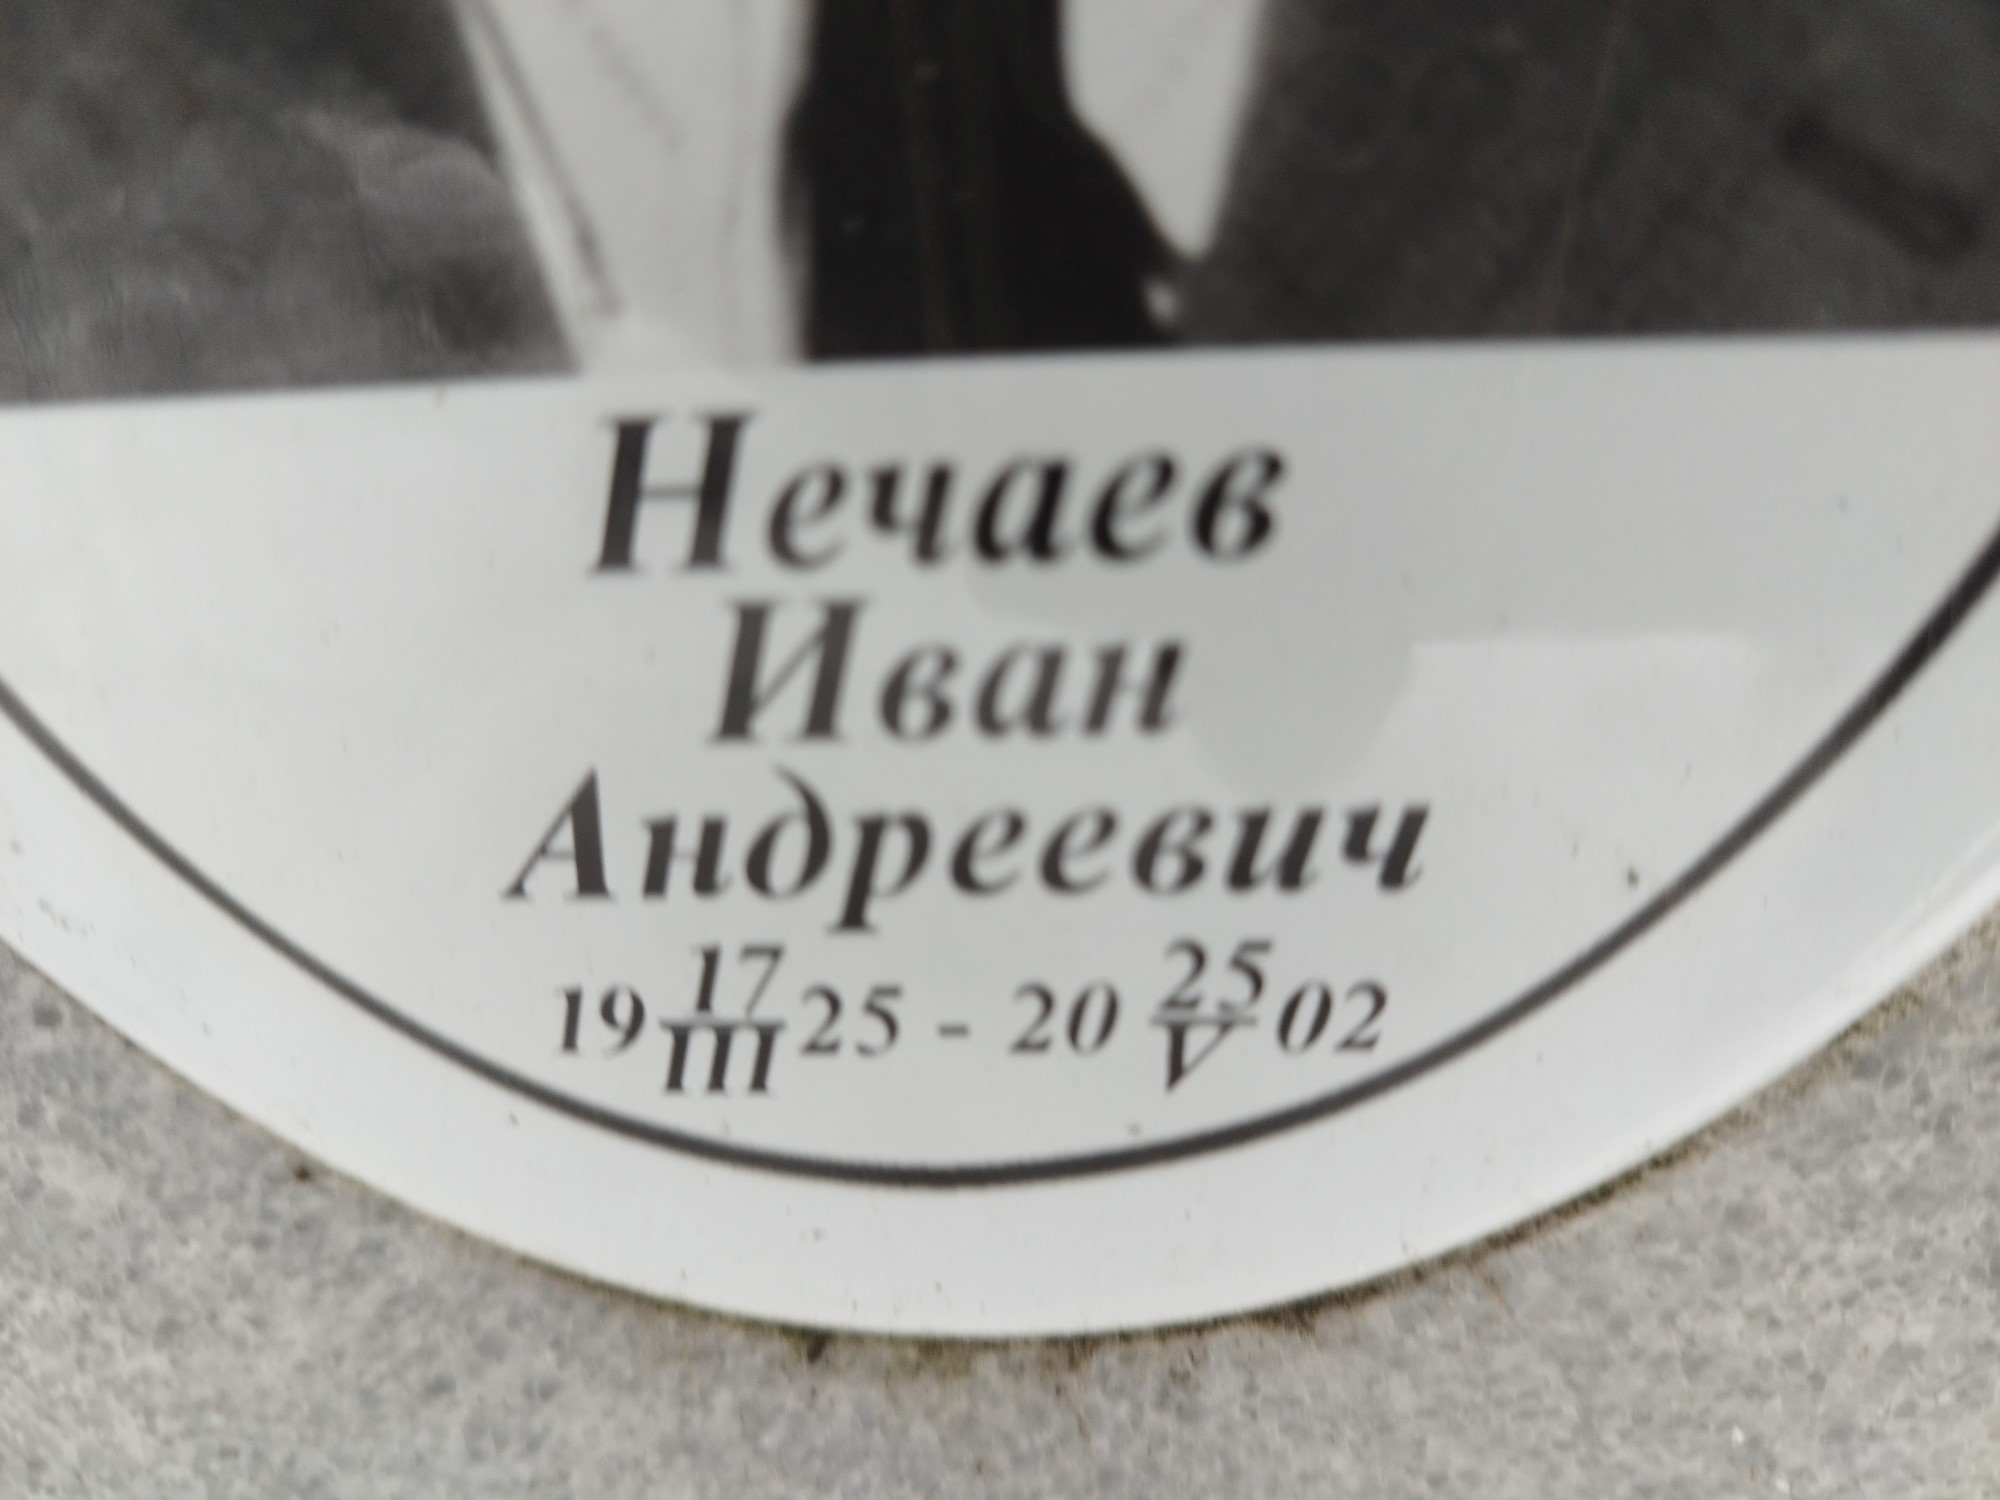 Нечаев
Иван
Андреевич
19 17/III 25 - 20 25/V 02